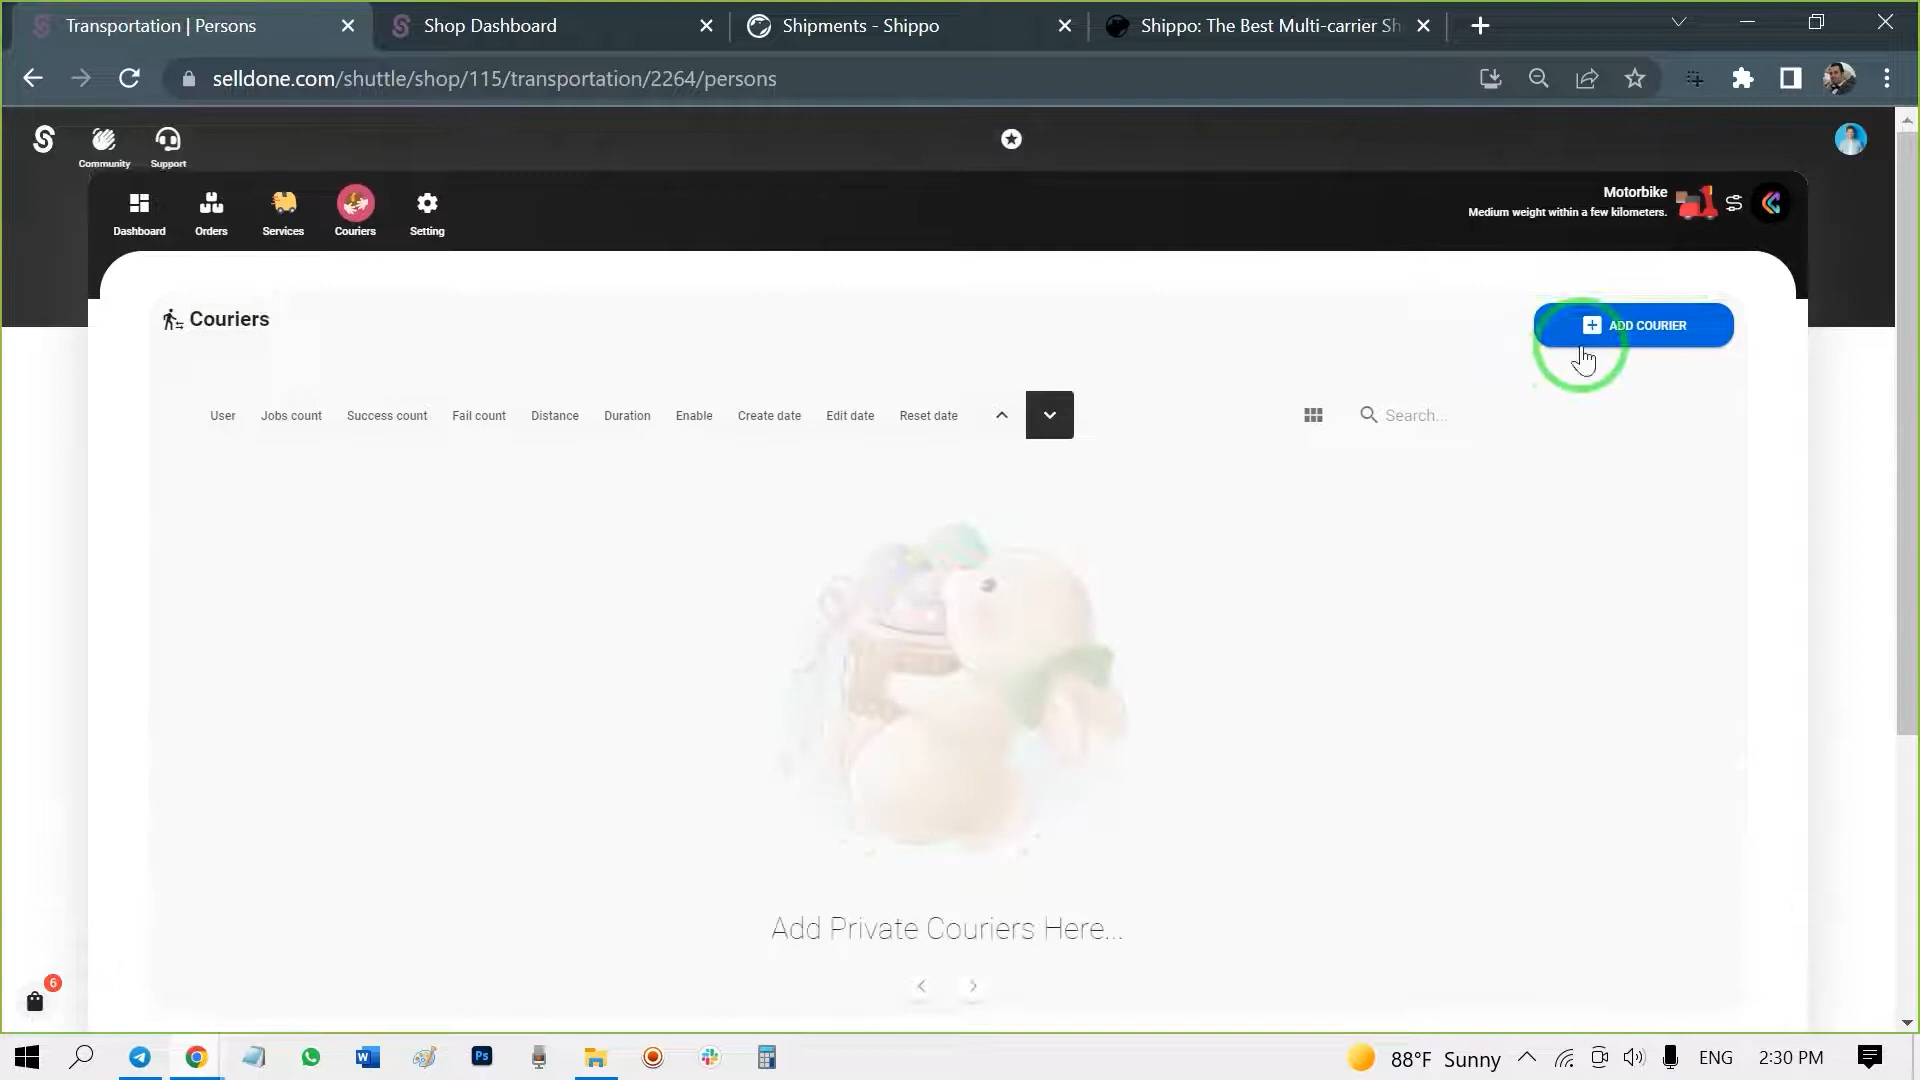 Transportation | Persons
Shop Dashboard
Shipments - Shippo
Shippo: The Best Multi-carrier Sh
selldone.com/shuttle/shop/115/transportation/2264/persons
Community
Support
Dashboard
Orders
Services
Couriers
Setting
Motorbike
Medium weight within a few kilometers.
Couriers
ADD COURIER
User
Jobs count
Success count
Fail count
Distance
Duration
Enable
Create date
Edit date
Reset date
Search...
Add Private Couriers Here...
6
Ps
88°F Sunny
ENG
2:30 PM